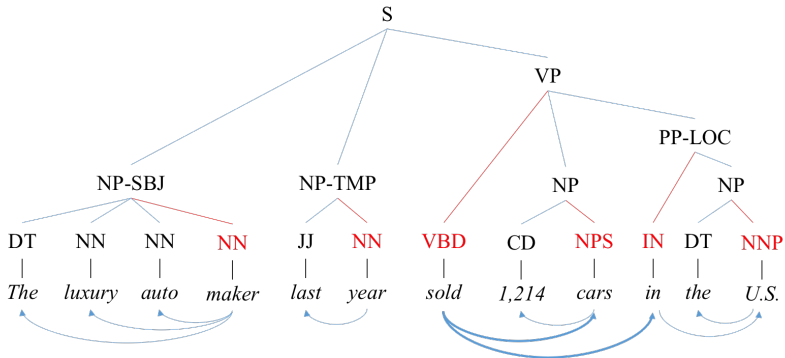 S
VP
PP-LOC
NP-SBJ NP-TMP NP NP
DT NN NN NN JJ NN VBD CD NPS IN DT NNP
The luxury auto maker last year sold 1,214 cars in the U.S.